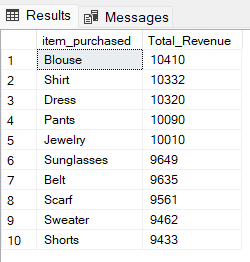 Results Messages
item_purchased Total_Revenue
1 Blouse 10410
2 Shirt 10332
3 Dress 10320
4 Pants 10090
5 Jewelry 10010
6 Sunglasses 9649
7 Belt 9635
8 Scarf 9561
9 Sweater 9462
10 Shorts 9433